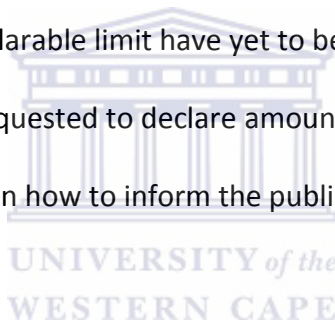 larable limit have yet to be
quested to declare amoun
n how to inform the publi
UNIVERSITY of the
WESTERN CAPE